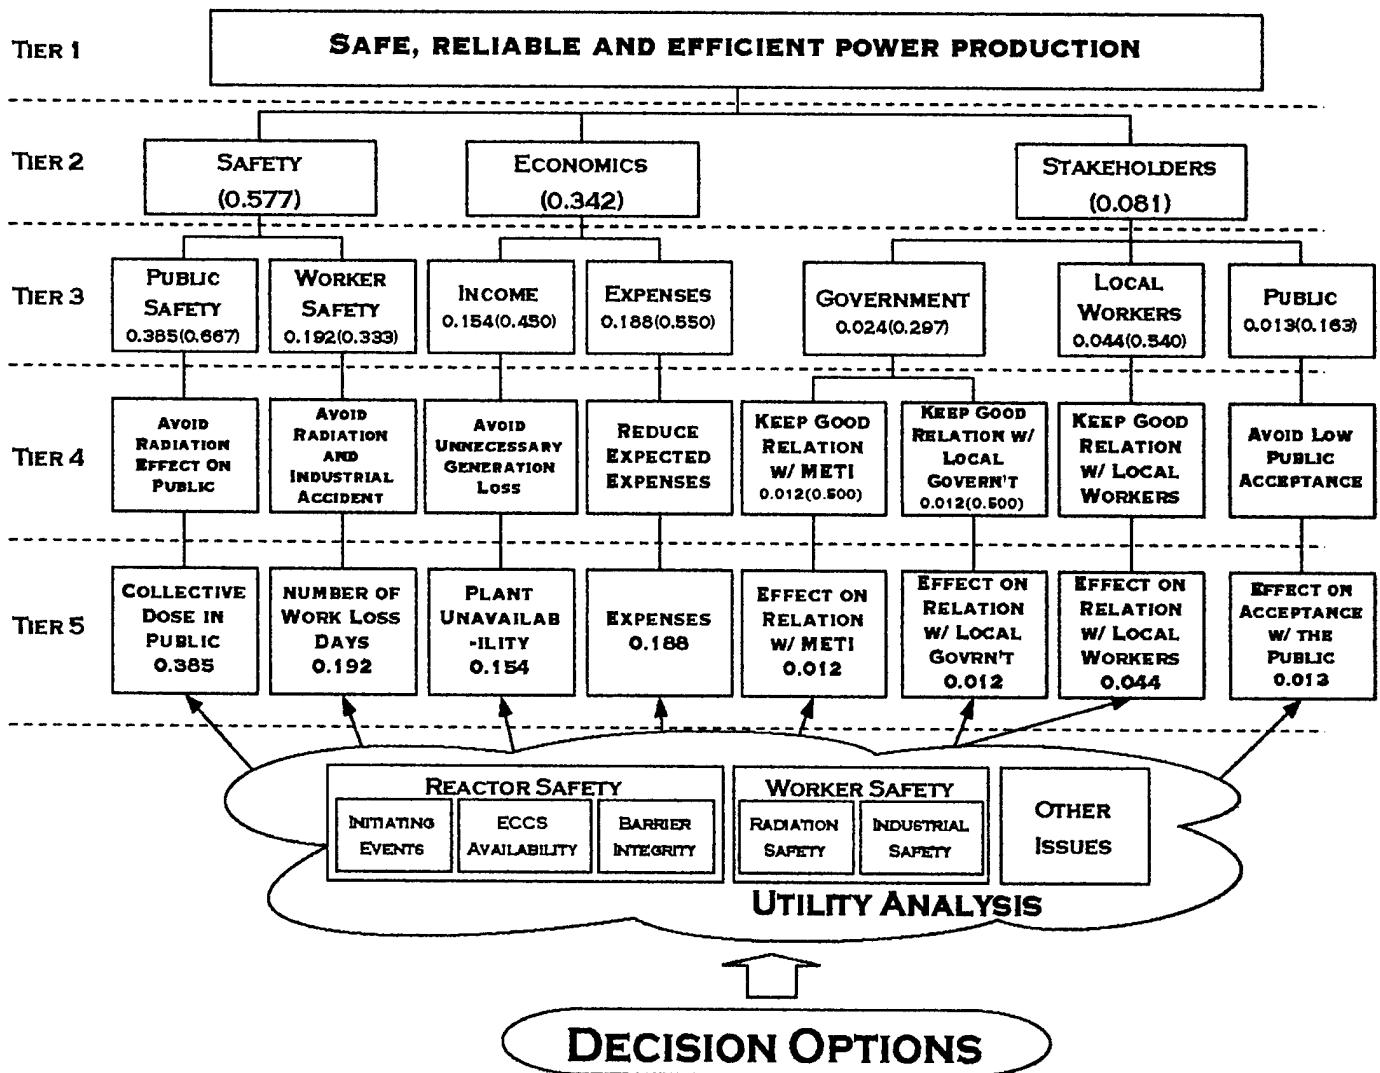 TIER 1
SAFE, RELIABLE AND EFFICIENT POWER PRODUCTION
TIER 2
SAFETY
(0.577)
ECONOMICS
(0.342)
STAKEHOLDERS
(0.081)
TIER 3
PUBLIC
SAFETY
0.385(0.667)
WORKER
SAFETY
0.192(0.333)
INCOME
0.154(0.450)
EXPENSES
0.188(0.550)
GOVERNMENT
0.024(0.297)
LOCAL
WORKERS
0.044(0.540)
PUBLIC
0.013(0.163)
TIER 4
AVOID
RADIATION
EFFECT ON
PUBLIC
AVOID
RADIATION
AND
INDUSTRIAL
ACCIDENT
AVOID
UNNECESSARY
GENERATION
LOSS
REDUCE
EXPECTED
EXPENSES
KEEP GOOD
RELATION
W/ METI
0.012(0.500)
KEEP GOOD
RELATION W/
LOCAL
GOVERN'T
0.012(0.500)
KEEP GOOD
RELATION
W/ LOCAL
WORKERS
AVOID LOW
PUBLIC
ACCEPTANCE
TIER 5
COLLECTIVE
DOSE IN
PUBLIC
0.385
NUMBER OF
WORK LOSS
DAYS
0.192
PLANT
UNAVAILAB
-ILITY
0.154
EXPENSES
0.188
EFFECT ON
RELATION
W/ METI
0.012
EFFECT ON
RELATION
W/ LOCAL
GOVRN'T
0.012
EFFECT ON
RELATION
W/ LOCAL
WORKERS
0.044
EFFECT ON
ACCEPTANCE
W/ THE
PUBLIC
0.013
REACTOR SAFETY
INITIATING
EVENTS
ECCS
AVAILABILITY
BARRIER
INTEGRITY
WORKER SAFETY
RADIATION
SAFETY
INDUSTRIAL
SAFETY
OTHER
ISSUES
UTILITY ANALYSIS
DECISION OPTIONS